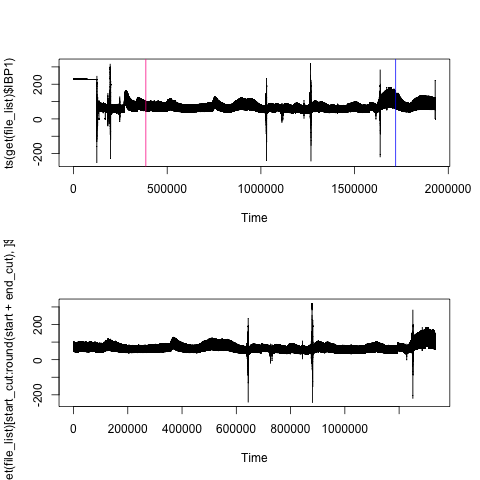 ts(get(file_list)$IBP1)
200
0
-200
0 500000 1000000 1500000 2000000
Time
et(file_list)[start_cut:round(start + end_cut), ]$
200
0
-200
0 200000 400000 600000 800000 1000000
Time